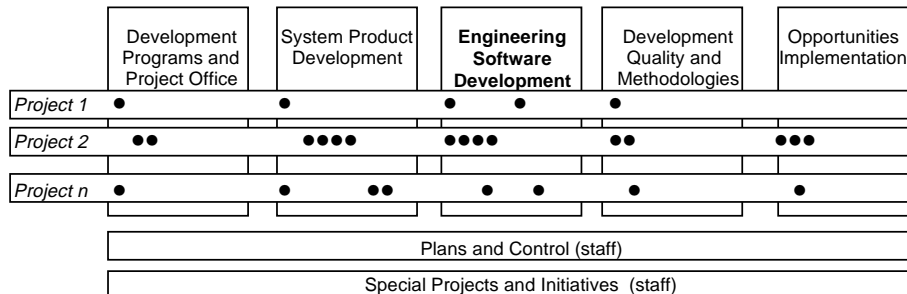 Development
Programs and
Project Office
System Product
Development
Engineering
Software
Development
Development
Quality and
Methodologies
Opportunities
Implementation
Project 1
Project 2
Project n
Plans and Control (staff)
Special Projects and Initiatives (staff)